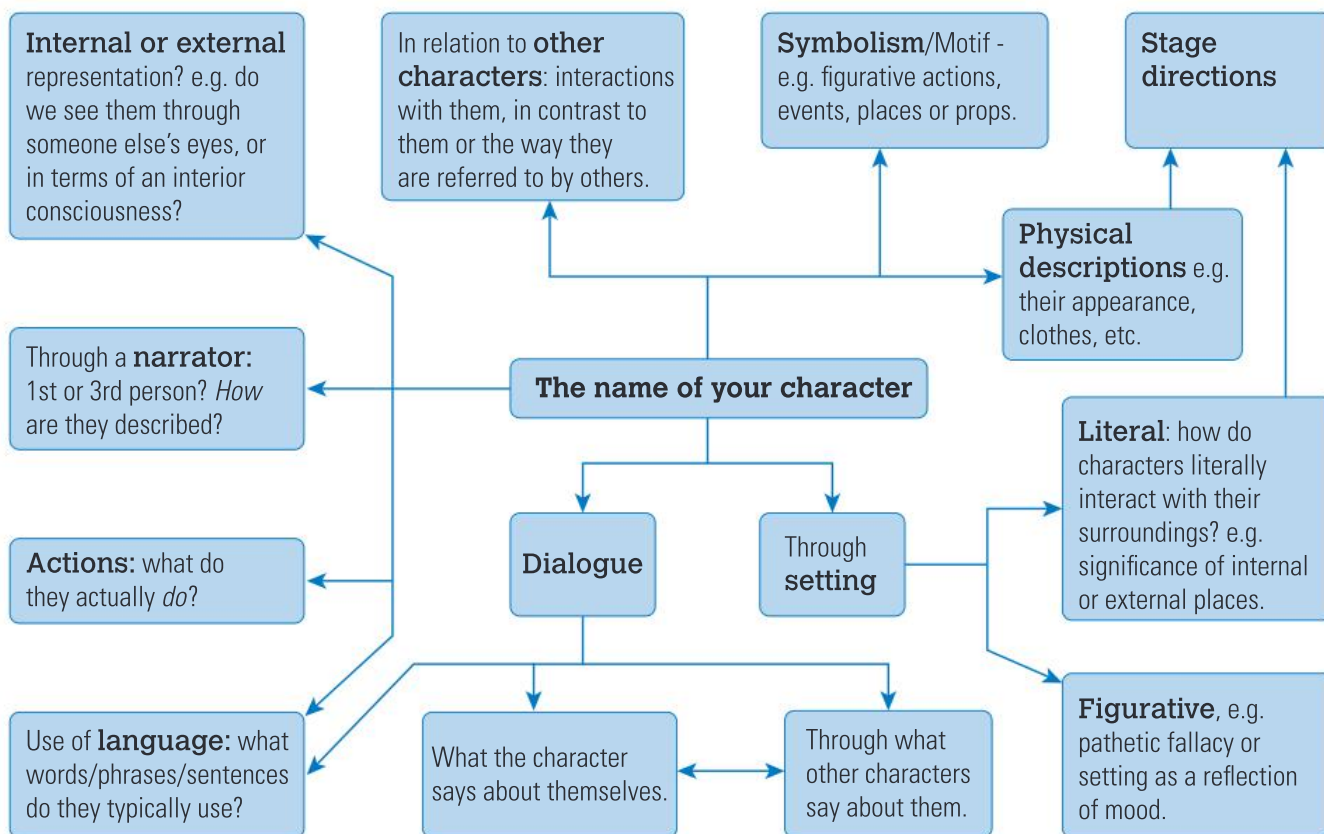 Internal or external
representation? e.g. do
we see them through
someone else's eyes, or
in terms of an interior
consciousness?
In relation to other
characters: interactions
with them, in contrast to
them or the way they
are referred to by others.
Symbolism/Motif -
e.g. figurative actions,
events, places or props.
Stage
directions
Physical
descriptions e.g.
their appearance,
clothes, etc.
Through a narrator:
1st or 3rd person? How
are they described?
The name of your character
Literal: how do
characters literally
interact with their
surroundings? e.g.
significance of internal
or external places.
Actions: what do
they actually do?
Dialogue
Through
setting
Use of language: what
words/phrases/sentences
do they typically use?
What the character
says about themselves.
Through what
other characters
say about them.
Figurative, e.g.
pathetic fallacy or
setting as a reflection
of mood.